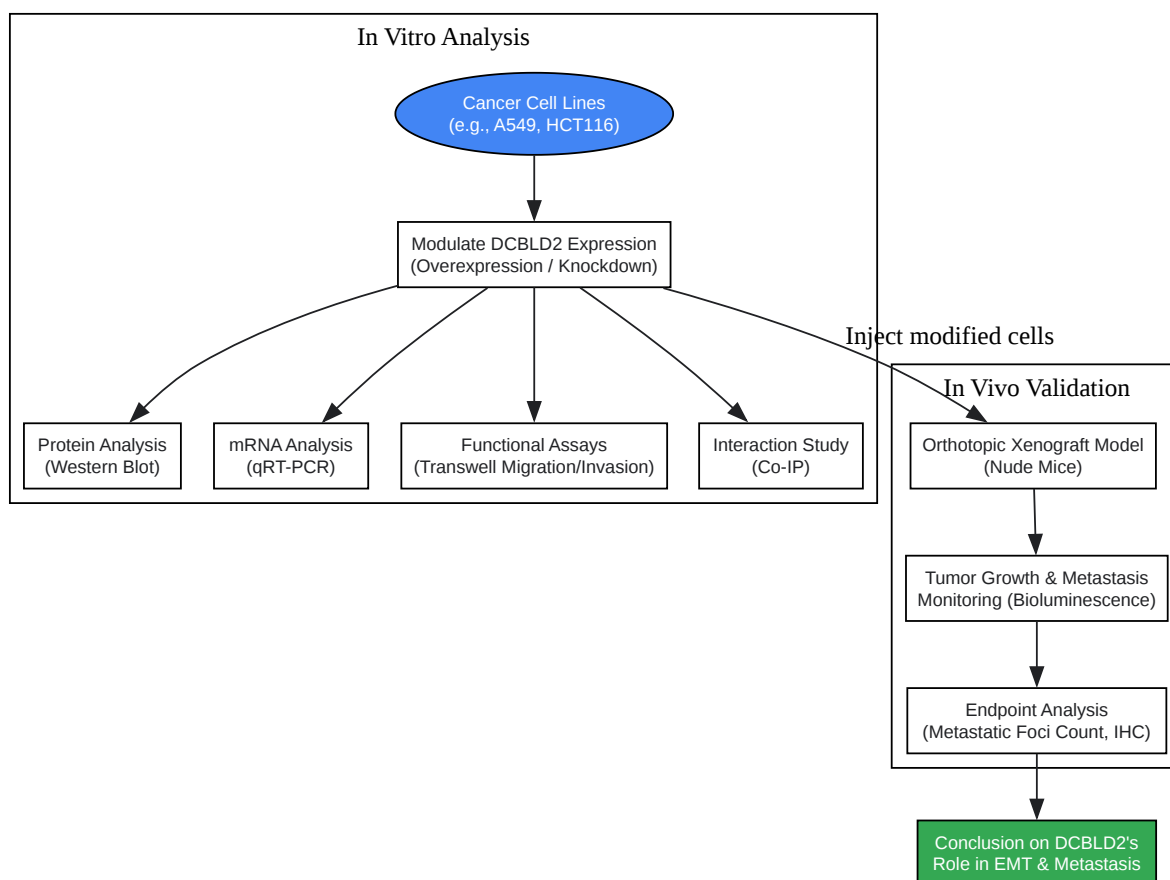 In Vitro Analysis
Cancer Cell Lines
(e.g., A549, HCT116)
Modulate DCBLD2 Expression
(Overexpression / Knockdown)
Inject modified cells
In Vivo Validation
Protein Analysis
(Western Blot)
mRNA Analysis
(qRT-PCR)
Functional Assays
(Transwell Migration/Invasion)
Interaction Study
(Co-IP)
Orthotopic Xenograft Model
(Nude Mice)
Tumor Growth & Metastasis
Monitoring (Bioluminescence)
Endpoint Analysis
(Metastatic Foci Count, IHC)
Conclusion on DCBLD2's
Role in EMT & Metastasis